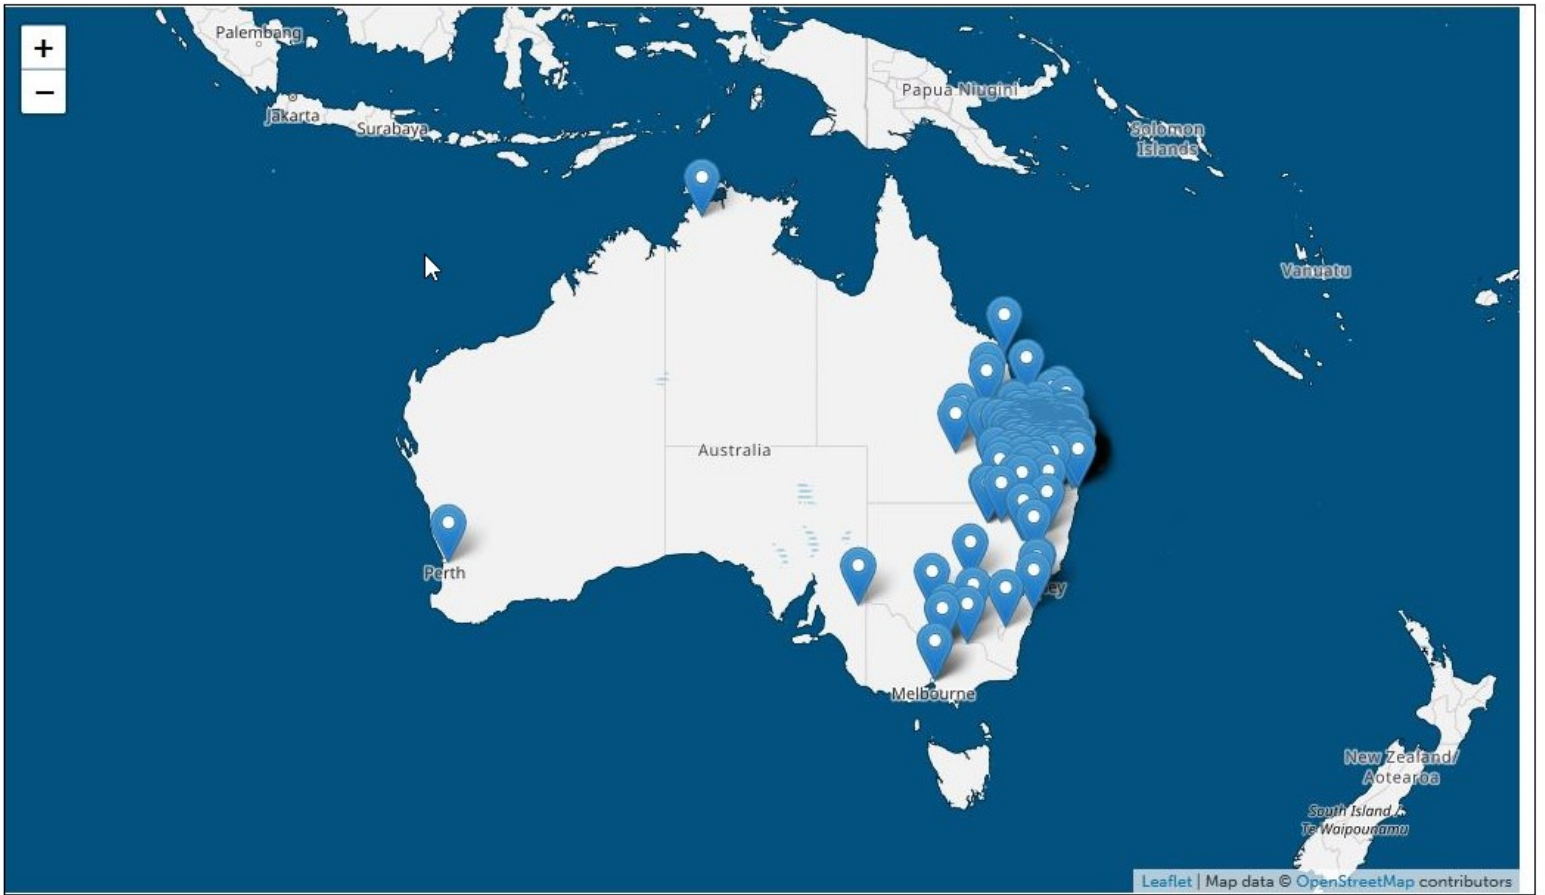 +
−
Palembang
Jakarta
Surabaya
Papua Niugini
Solomon
Islands
Vanuatu
Australia
Perth
ey
Melbourne
New Zealand/
Aotearoa
South Island /
Te Waipounamu
Leaflet | Map data © OpenStreetMap contributors